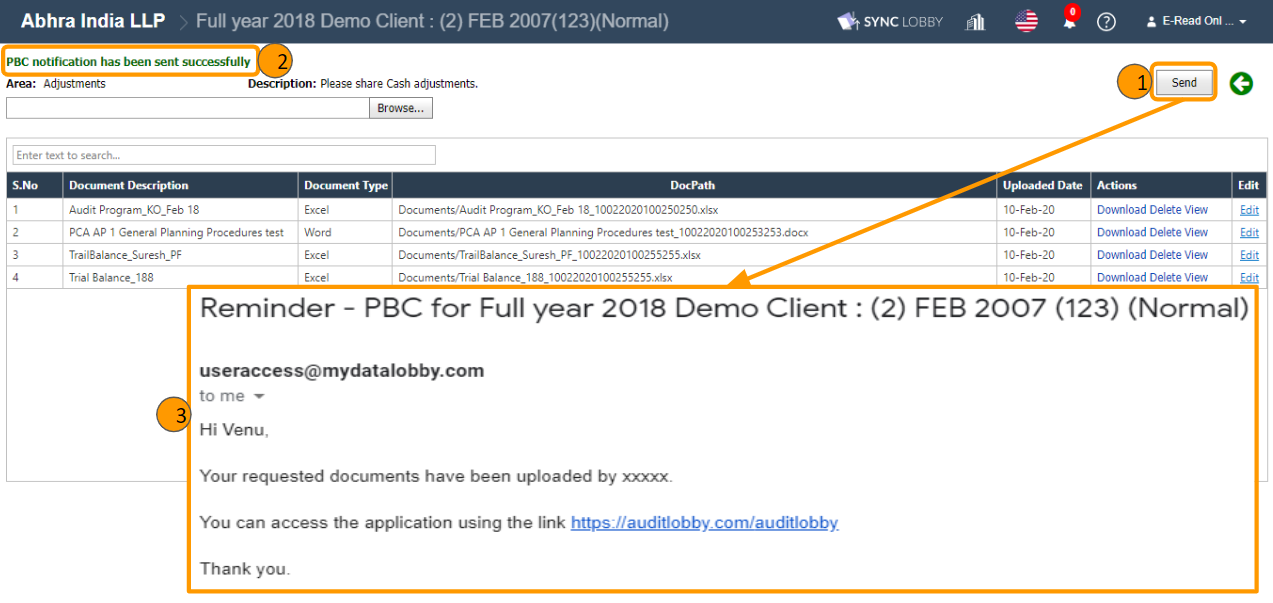 Abhra India LLP > Full year 2018 Demo Client : (2) FEB 2007(123)(Normal) SYNC LOBBY 0 ? E-Read Onl ...
PBC notification has been sent successfully 2
1 Send
Area: Adjustments Description: Please share Cash adjustments.
Browse...
Enter text to search...
S.No Document Description Document Type DocPath Uploaded Date Actions Edit
1 Audit Program_KO_Feb 18 Excel Documents/Audit Program_KO_Feb 18_10022020100250250.xlsx 10-Feb-20 Download Delete View Edit
2 PCA AP 1 General Planning Procedures test Word Documents/PCA AP 1 General Planning Procedures test_10022020100253253.docx 10-Feb-20 Download Delete View Edit
3 TrailBalance_Suresh_PF Excel Documents/TrailBalance_Suresh_PF_10022020100255255.xlsx 10-Feb-20 Download Delete View Edit
4 Trial Balance_188 Excel Documents/Trial Balance_188_10022020100255255.xlsx 10-Feb-20 Download Delete View Edit
Reminder - PBC for Full year 2018 Demo Client : (2) FEB 2007 (123) (Normal)
useraccess@mydatalobby.com
to me
3
Hi Venu,
Your requested documents have been uploaded by xxxxx.
You can access the application using the link https://auditlobby.com/auditlobby
Thank you.